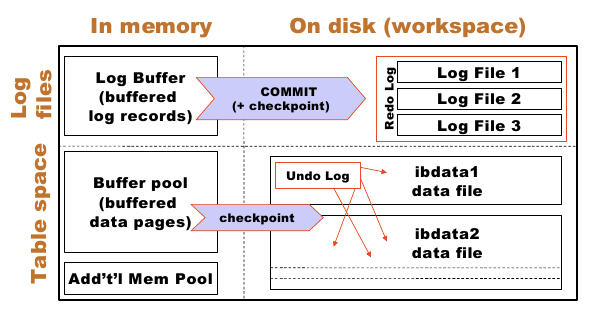 In memory
On disk (workspace)
Log
files
Log Buffer
(buffered
log records)
COMMIT
(+ checkpoint)
Redo Log
Log File 1
Log File 2
Log File 3
Table space
Buffer pool
(buffered
data pages)
checkpoint
Undo Log
ibdata1
data file
ibdata2
data file
Add't'l Mem Pool